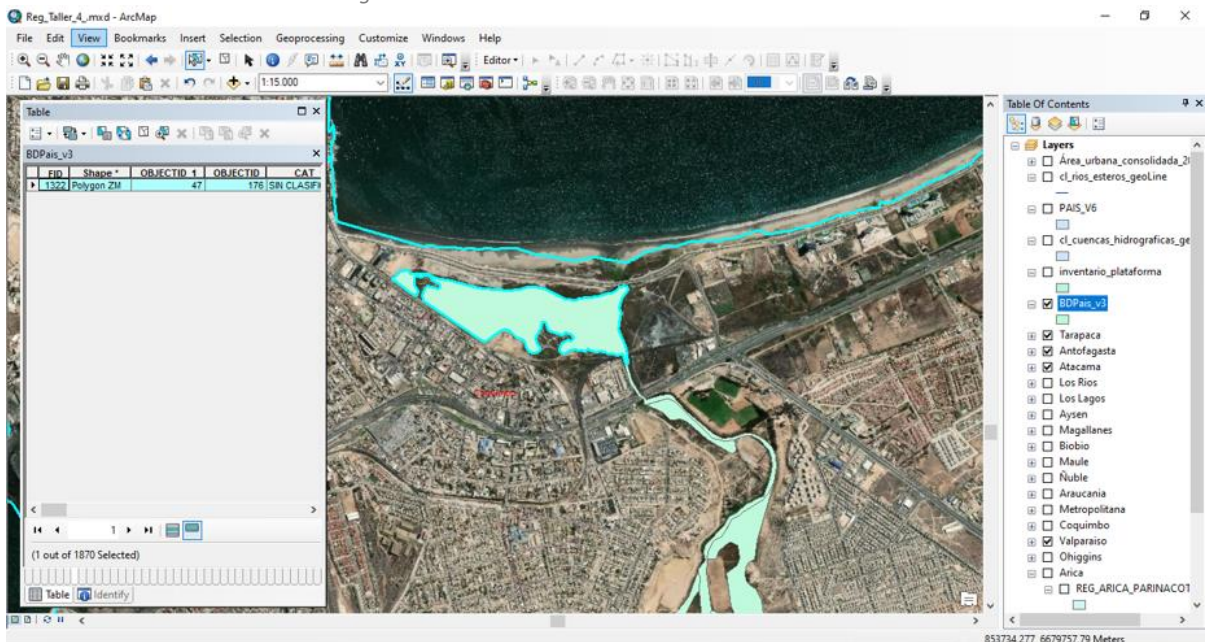 Reg_Taller_4_.mxd - ArcMap
File Edit View Bookmarks Insert Selection Geoprocessing Customize Windows Help
Editor
1:15.000
Table
BDPais_v3
FID Shape * OBJECTID_1 OBJECTID CAT
1322 Polygon ZM 47 176 SIN CLASIFI
1
(1 out of 1870 Selected)
Table Identify
Table Of Contents
Layers
Área_urbana_consolidada_2
cl_rios_esteros_geoLine
PAIS_V6
cl_cuencas_hidrograficas_ge
inventario_plataforma
BDPais_v3
Tarapaca
Antofagasta
Atacama
Los Rios
Los Lagos
Aysen
Magallanes
Biobio
Maule
Ñuble
Araucania
Metropolitana
Coquimbo
Valparaiso
Ohiggins
Arica
REG_ARICA_PARINACOT
853734,277 6679757,79 Meters